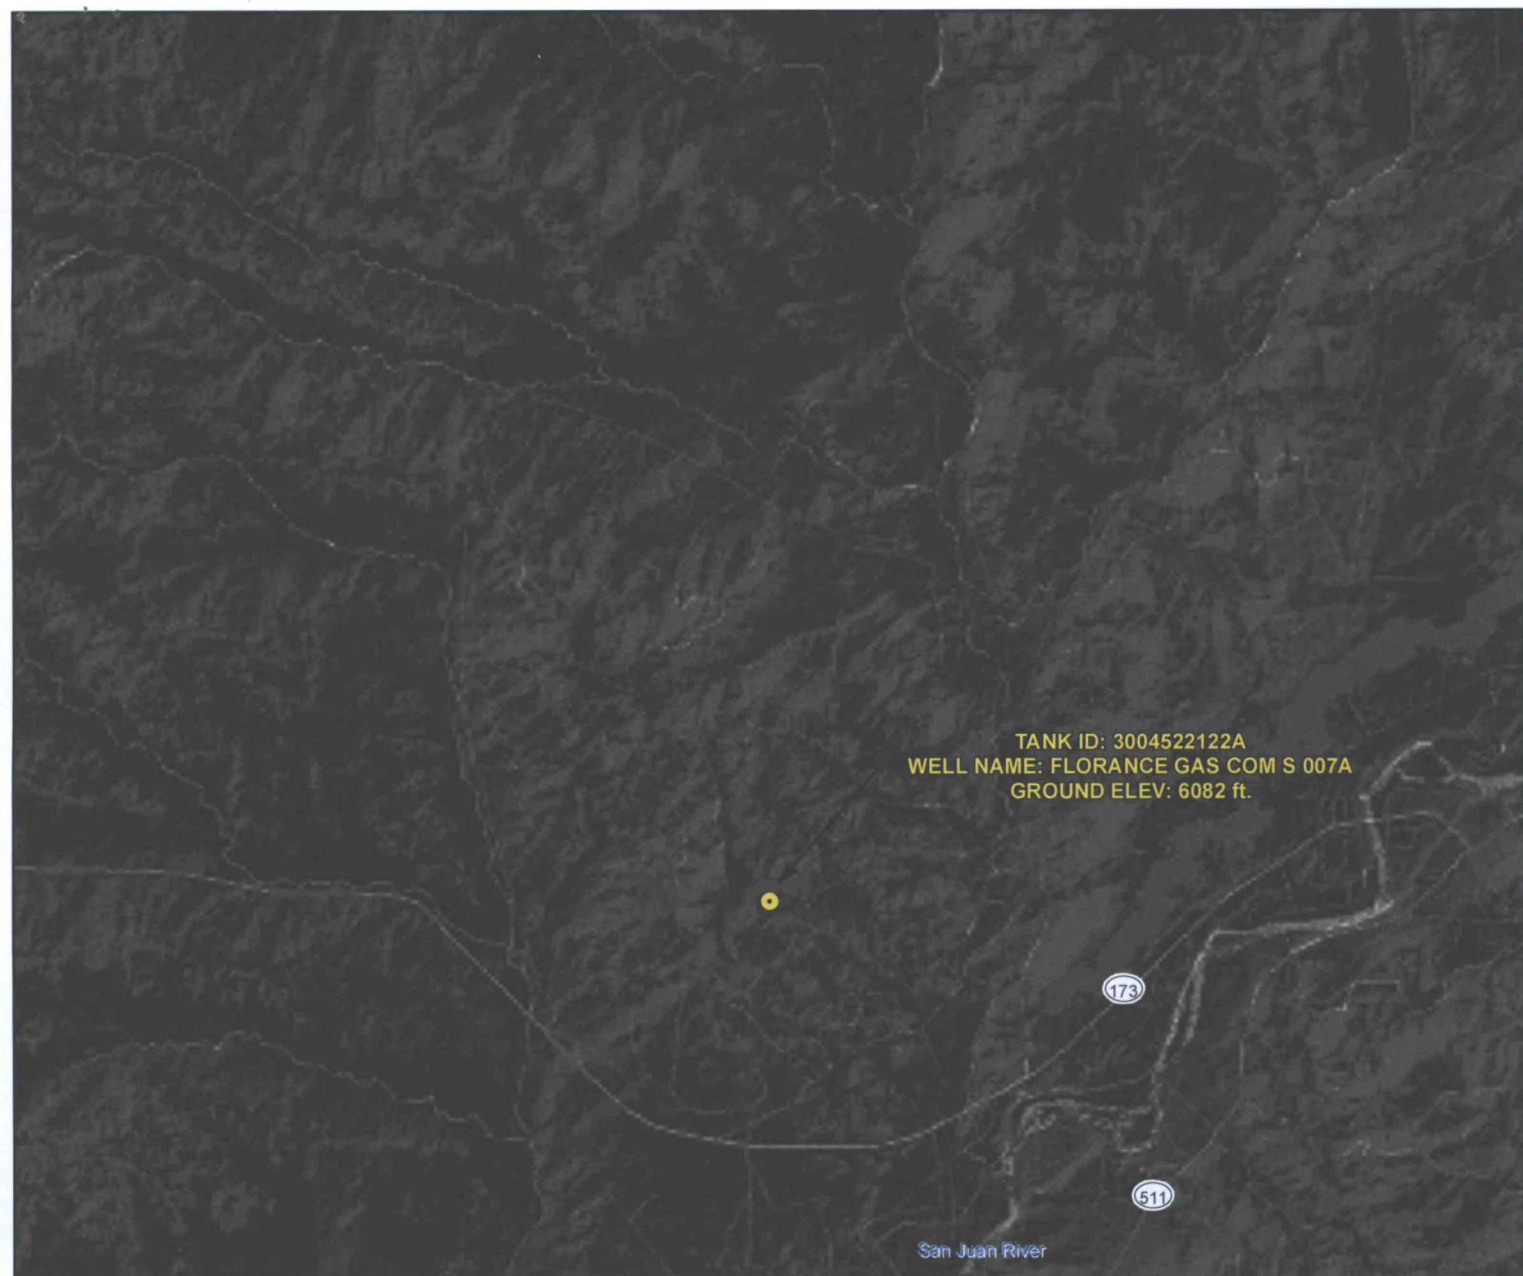 TANK ID: 3004522122A
WELL NAME: FLORANCE GAS COM S 007A
GROUND ELEV: 6082 ft.
173
511
San Juan River